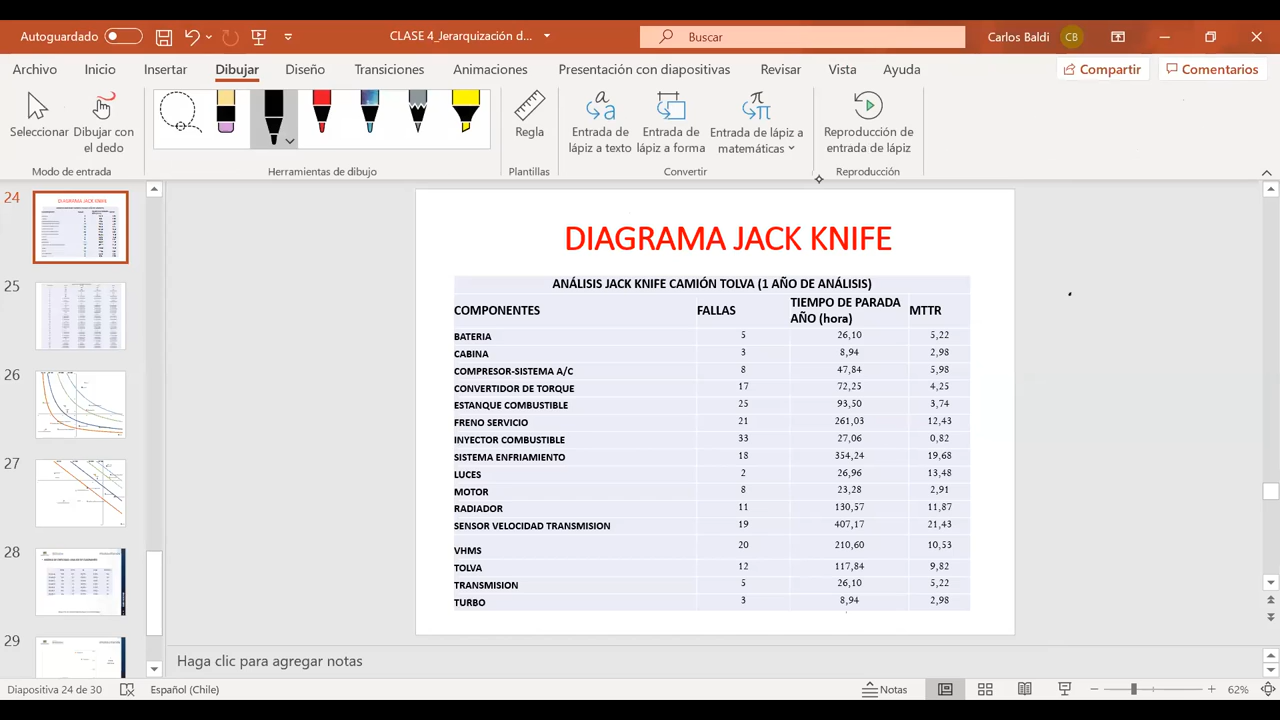 Autoguardado
CLASE 4_Jerarquización d...
Buscar
Carlos Baldi
CB
Archivo Inicio Insertar Dibujar Diseño Transiciones Animaciones Presentación con diapositivas Revisar Vista Ayuda
Compartir
Comentarios
Seleccionar
Dibujar con el dedo
Regla
Entrada de lápiz a texto
Entrada de lápiz a forma
Entrada de lápiz a matemáticas
Reproducción de entrada de lápiz
Modo de entrada
Herramientas de dibujo
Plantillas
Convertir
Reproducción
24
25
26
27
28
29
DIAGRAMA JACK KNIFE
ANÁLISIS JACK KNIFE CAMIÓN TOLVA (1 AÑO DE ANÁLISIS)
COMPONENTES FALLAS TIEMPO DE PARADA AÑO (hora) MTTR
BATERIA 5 26,10 5,22
CABINA 3 8,94 2,98
COMPRESOR-SISTEMA A/C 8 47,84 5,98
CONVERTIDOR DE TORQUE 17 72,25 4,25
ESTANQUE COMBUSTIBLE 25 93,50 3,74
FRENO SERVICIO 21 261,03 12,43
INYECTOR COMBUSTIBLE 33 27,06 0,82
SISTEMA ENFRIAMIENTO 18 354,24 19,68
LUCES 2 26,96 13,48
MOTOR 8 23,28 2,91
RADIADOR 11 130,57 11,87
SENSOR VELOCIDAD TRANSMISION 19 407,17 21,43
VHMS 20 210,60 10,53
TOLVA 12 117,84 9,82
TRANSMISION 5 26,10 5,22
TURBO 3 8,94 2,98
Haga clic para agregar notas
Diapositiva 24 de 30
Español (Chile)
Notas
62%